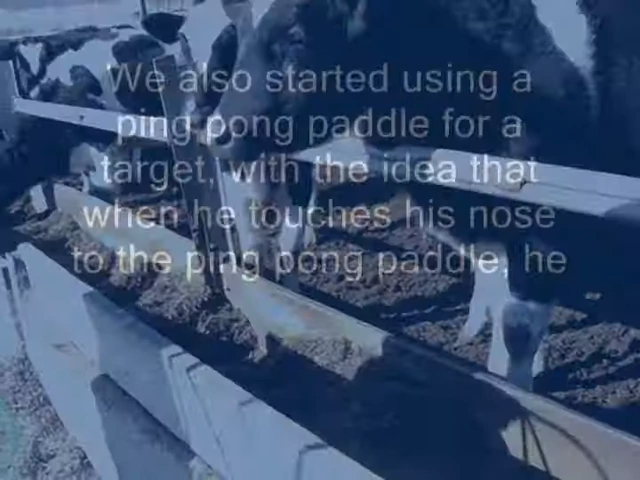 We also started using a
ping pong paddle for a
target, with the idea that
when he touches his nose
to the ping pong paddle, he